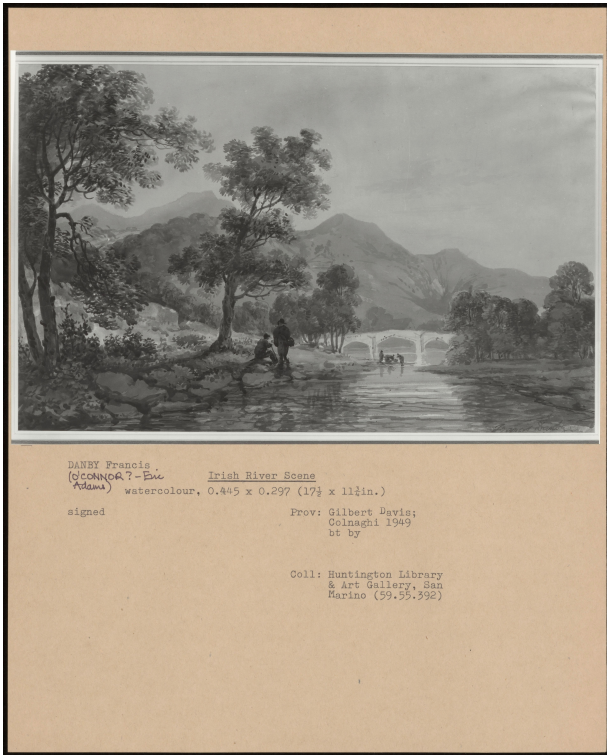 DANBY Francis
(O'CONNOR? - Eric Adams)
Irish River Scene
watercolour, 0.445 x 0.297 (17½ x 11¾in.)
signed
Prov: Gilbert Davis;
Colnaghi 1949
bt by
Coll: Huntington Library
& Art Gallery, San
Marino (59.55.392)